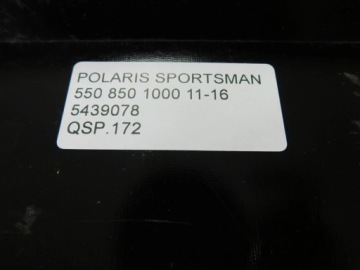 POLARIS SPORTSMAN
550 850 1000 11-16
5439078
QSP.172